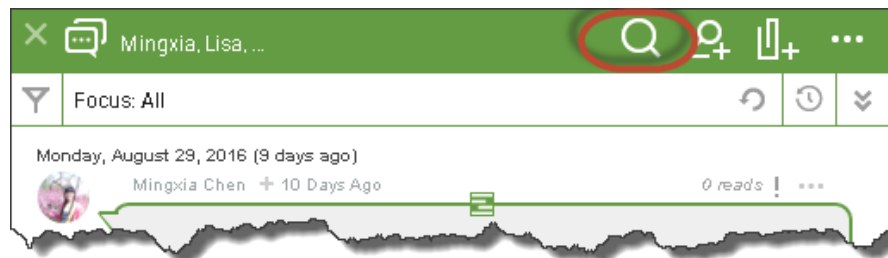 Mingxia, Lisa, ...
Focus: All
Monday, August 29, 2016 (9 days ago)
Mingxia Chen + 10 Days Ago 0 reads